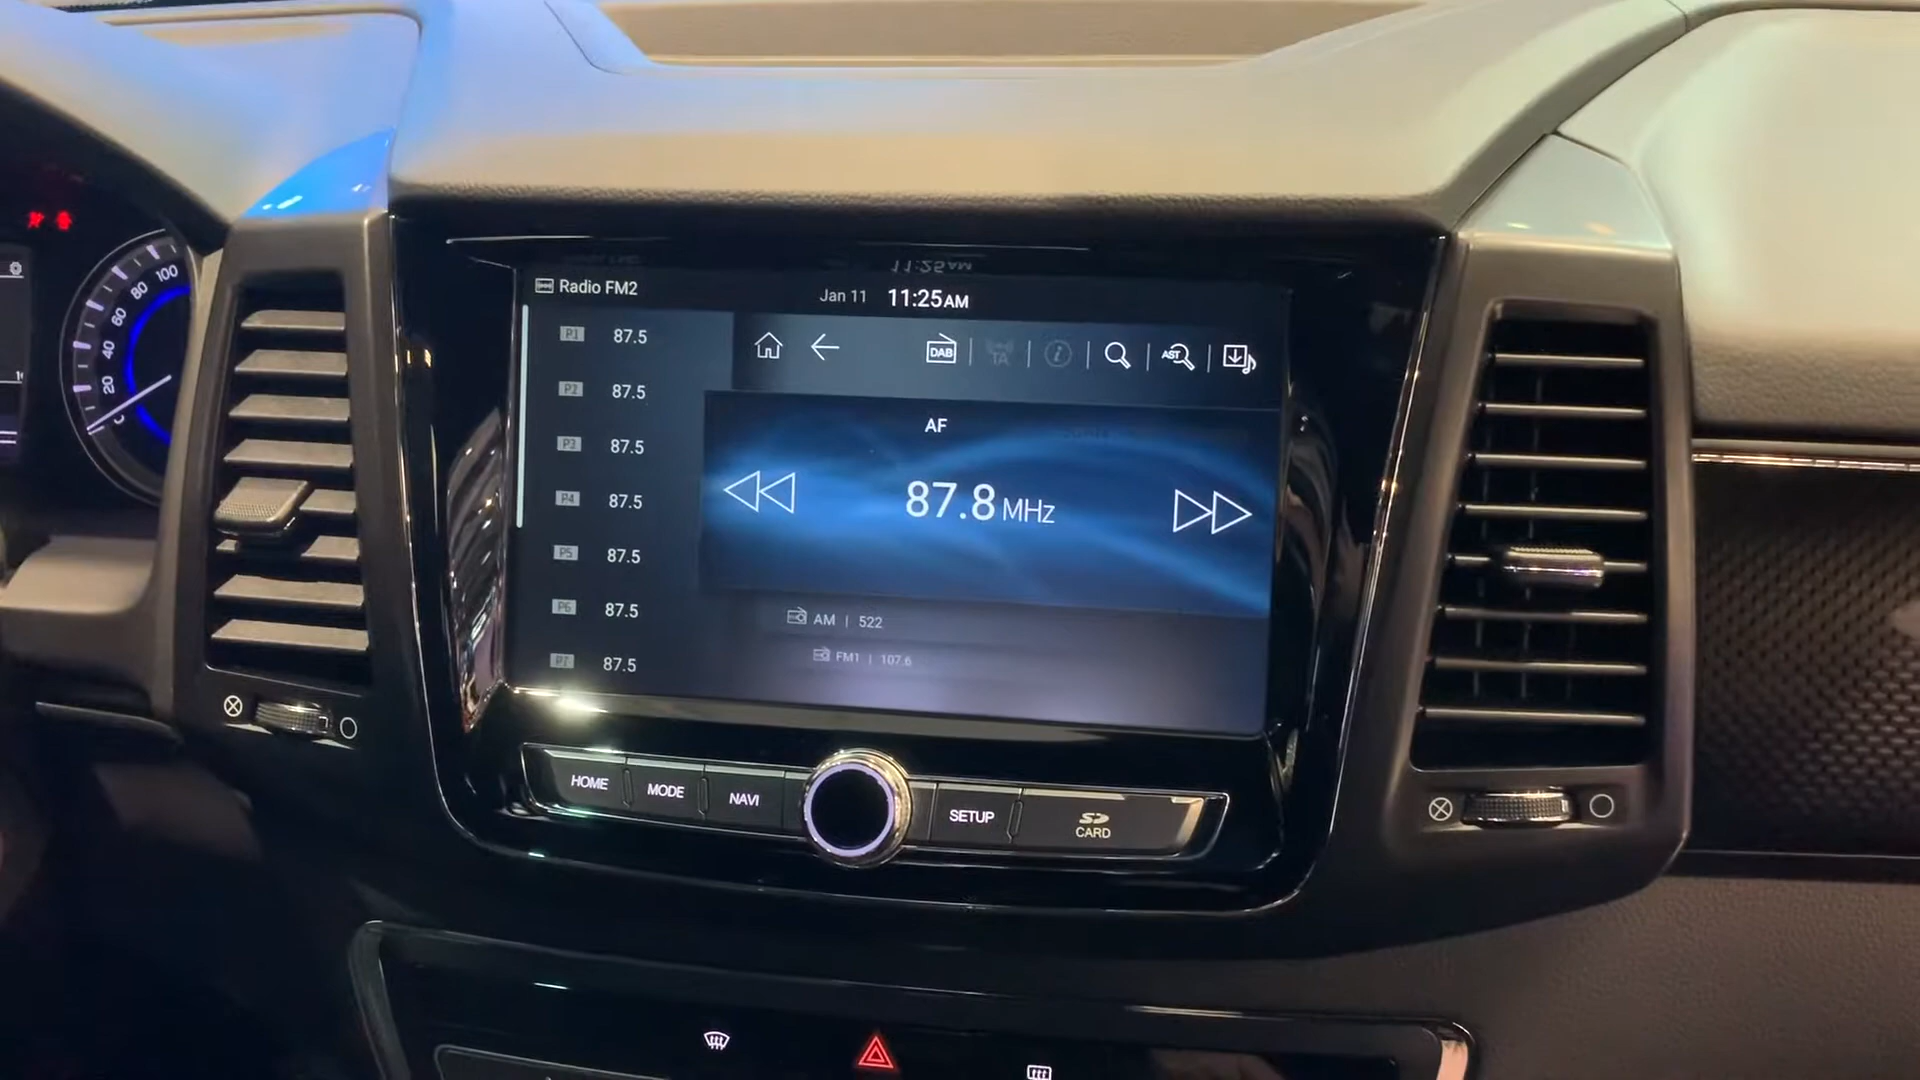 Radio FM2
Jan 11 11:25AM
P1 87.5
P2 87.5
P3 87.5
P4 87.5
P5 87.5
P6 87.5
P7 87.5
DAB TA i AST
AF
87.8 MHz
AM | 522
FM1 | 107.6
HOME
MODE
NAVI
SETUP
SD
CARD
100
80
60
40
20